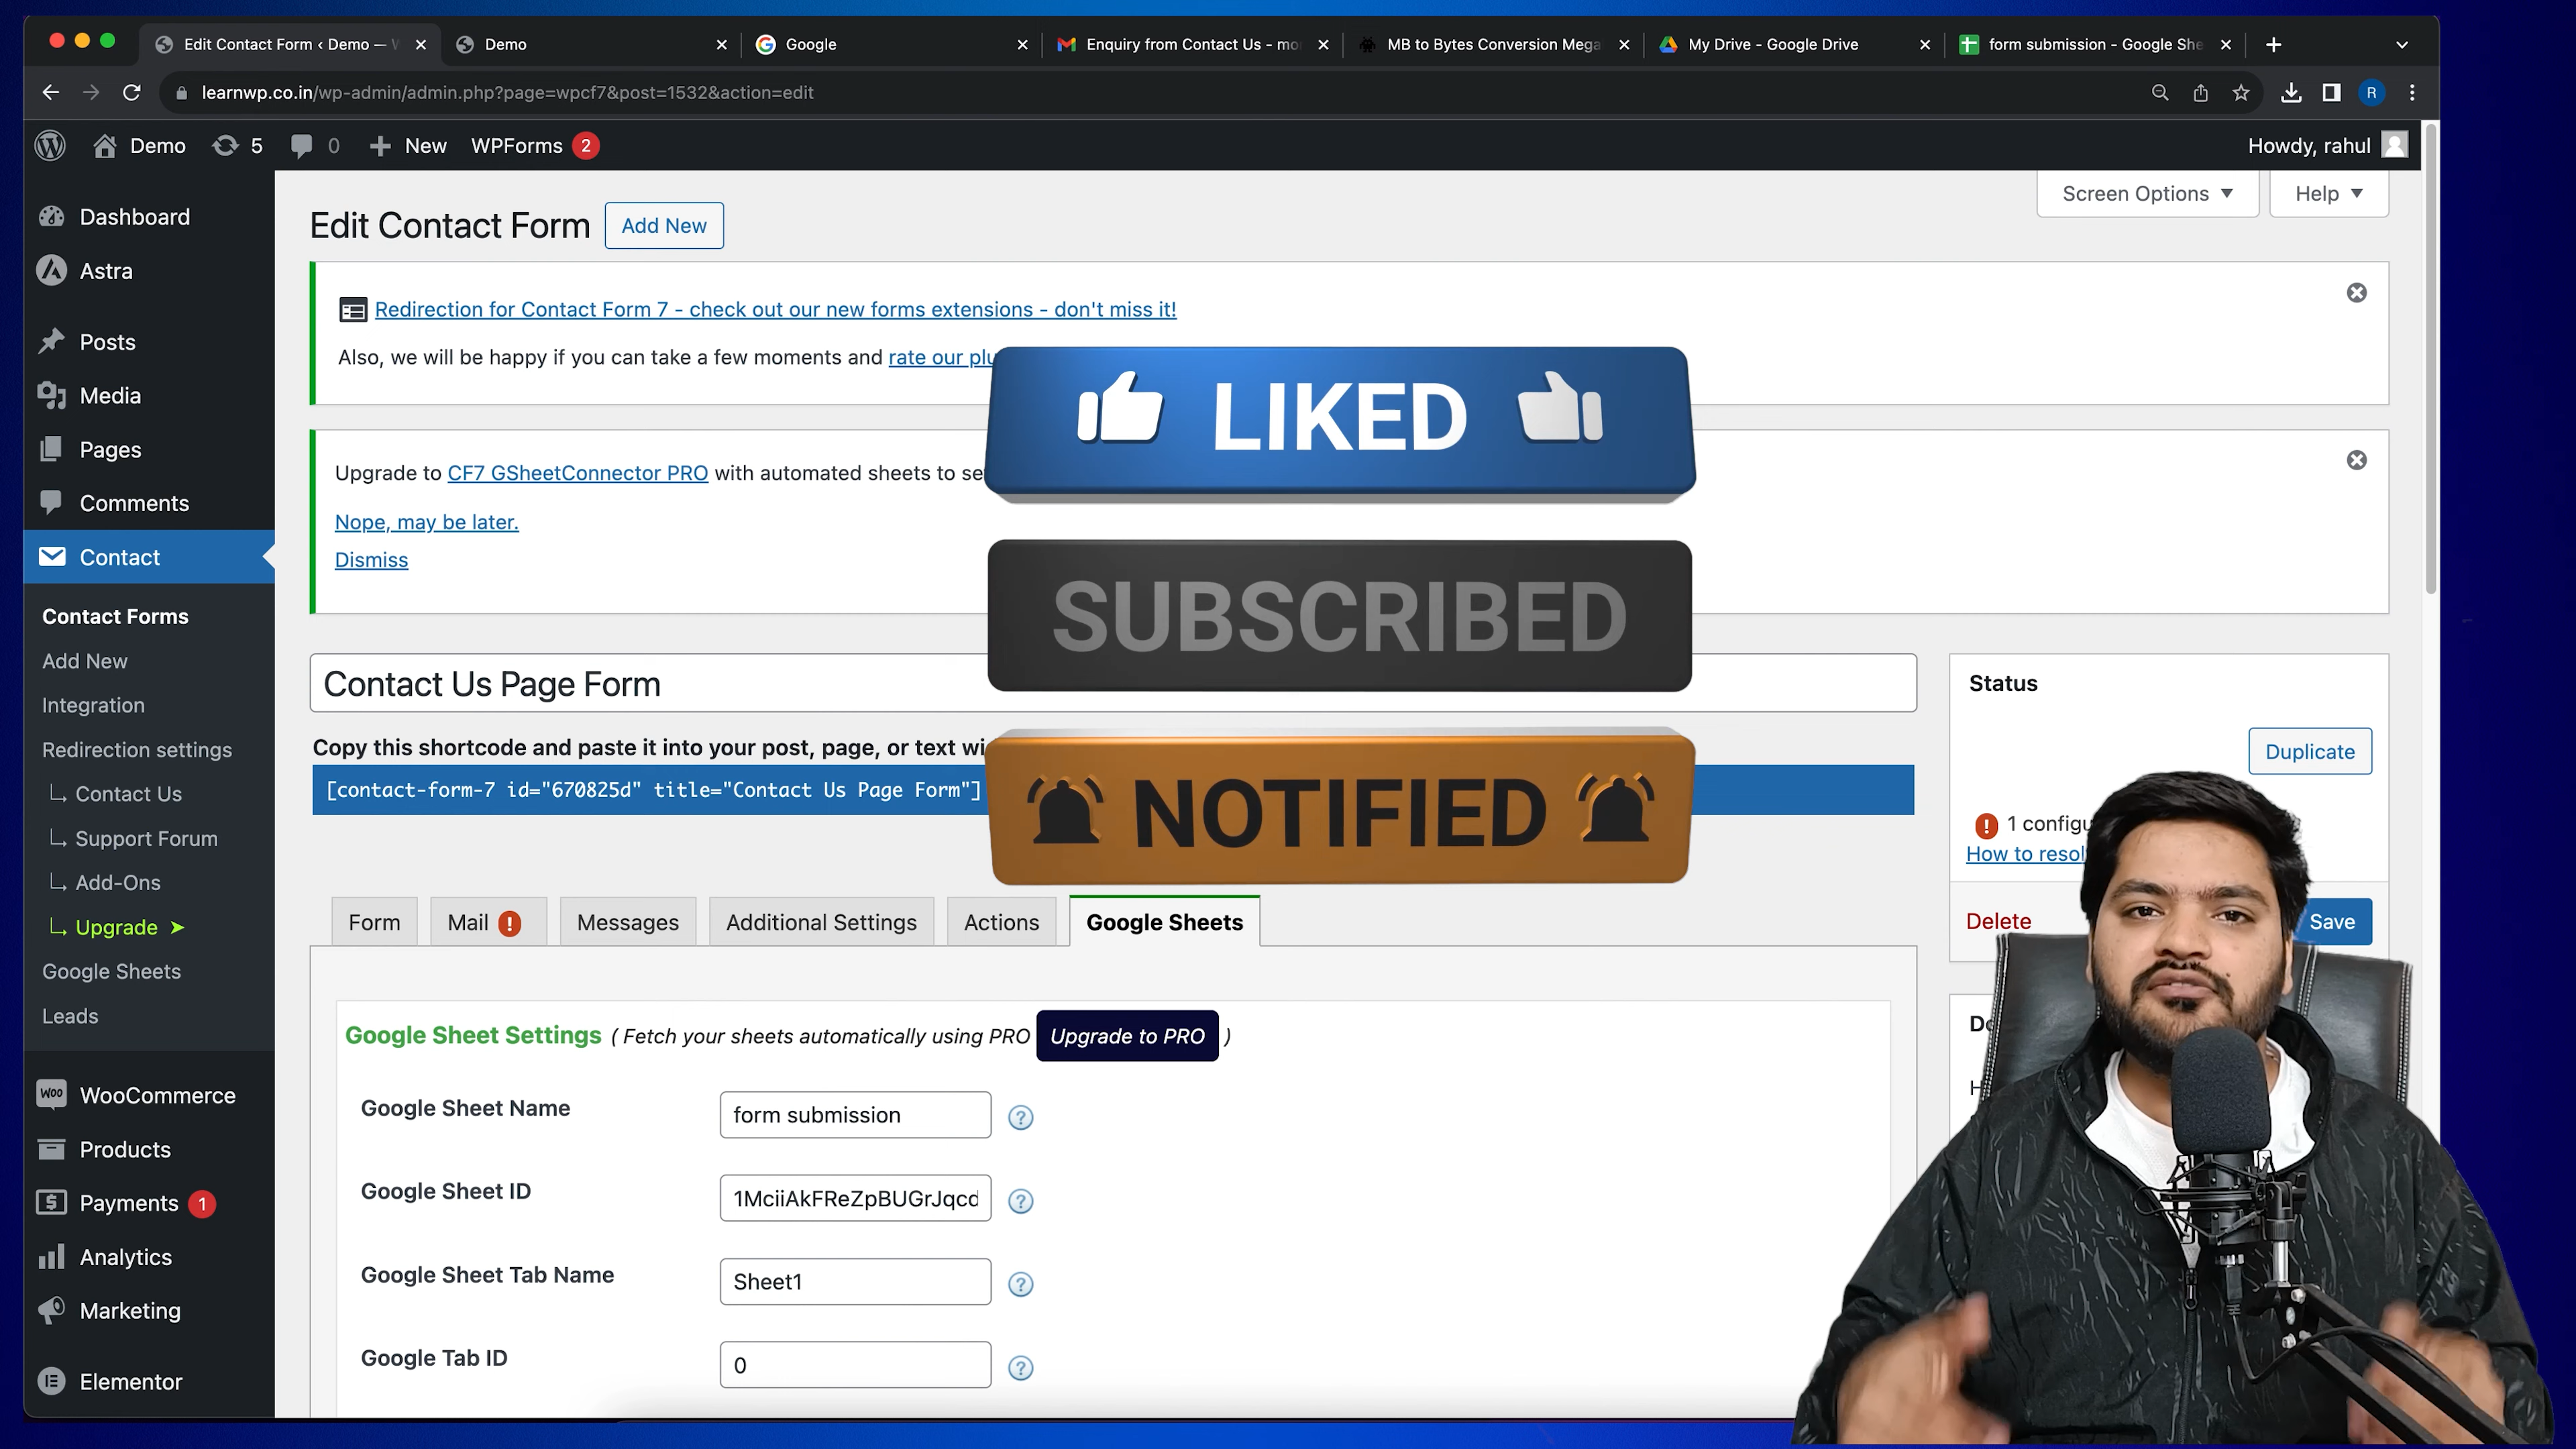 Edit Contact Form ‹ Demo —
Demo
Google
Enquiry from Contact Us -
MB to Bytes Conversion Mega
My Drive - Google Drive
form submission - Google She
learnwp.co.in/wp-admin/admin.php?page=wpcf7&post=1532&action=edit
R
Demo
5
0
New
WPForms 2
Howdy, rahul
Screen Options
Help
Dashboard
Astra
Posts
Media
Pages
Comments
Contact
Contact Forms
Add New
Integration
Redirection settings
Contact Us
Support Forum
Add-Ons
Upgrade ➤
Google Sheets
Leads
WOO WooCommerce
Products
Payments 1
Analytics
Marketing
Elementor
Edit Contact Form
Add New
Redirection for Contact Form 7 - check out our new forms extensions - don't miss it!
Also, we will be happy if you can take a few moments and rate our
Upgrade to CF7 GSheetConnector PRO with automated sheets to
Nope, may be later.
Dismiss
LIKED
SUBSCRIBED
NOTIFIED
Contact Us Page Form
Copy this shortcode and paste it into your post, page, or text
[contact-form-7 id="670825d" title="Contact Us Page Form"]
Status
Duplicate
1
How to
Delete
Save
Form
Mail
Messages
Additional Settings
Actions
Google Sheets
Google Sheet Settings ( Fetch your sheets automatically using PRO Upgrade to PRO )
Google Sheet Name
form submission
Google Sheet ID
1MciiAkFReZpBUGrJqcd
Google Sheet Tab Name
Sheet1
Google Tab ID
0